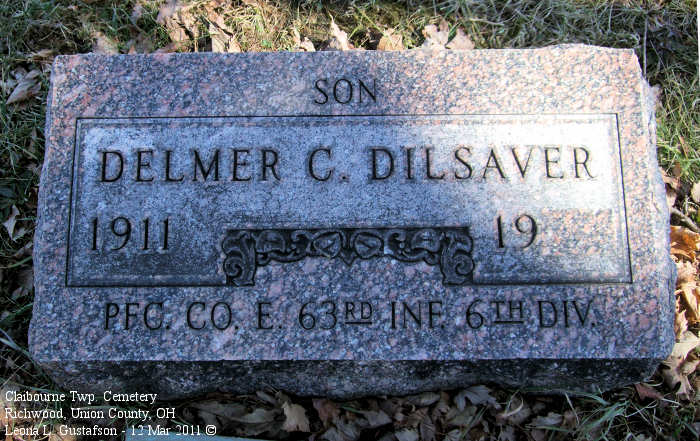 SON
DELMER C. DILSAVER
1911 19
PFC. CO. E. 63RD INF. 6TH DIV.
Claibourne Twp. Cemetery
Richwood, Union County, OH
Leona L. Gustafson - 12 Mar 2011 ©